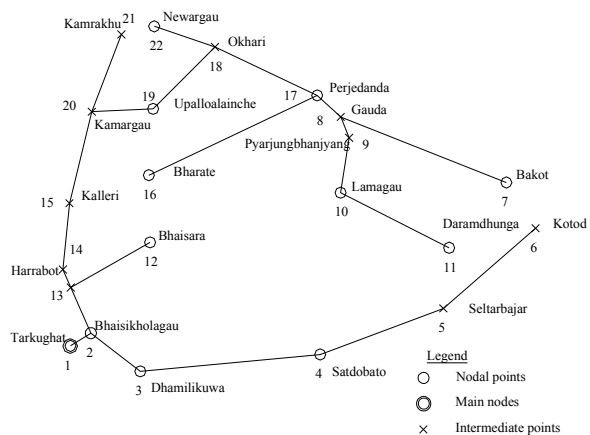 21
Kamrakhu
Newargau
22
Okhari
18
19
20
Upalloalainche
Kamargau
17
Perjedanda
8
Gauda
Pyarjungbhanjyang
9
Bharate
16
Bakot
7
Lamagau
10
15
Kalleri
Daramdhunga
11
Kotod
6
14
Bhaisara
12
Harrabot
13
Seltarbajar
5
Tarkughat
1
Bhaisikholagau
2
3
Dhamilikuwa
4
Satdobato
Legend
Nodal points
Main nodes
Intermediate points